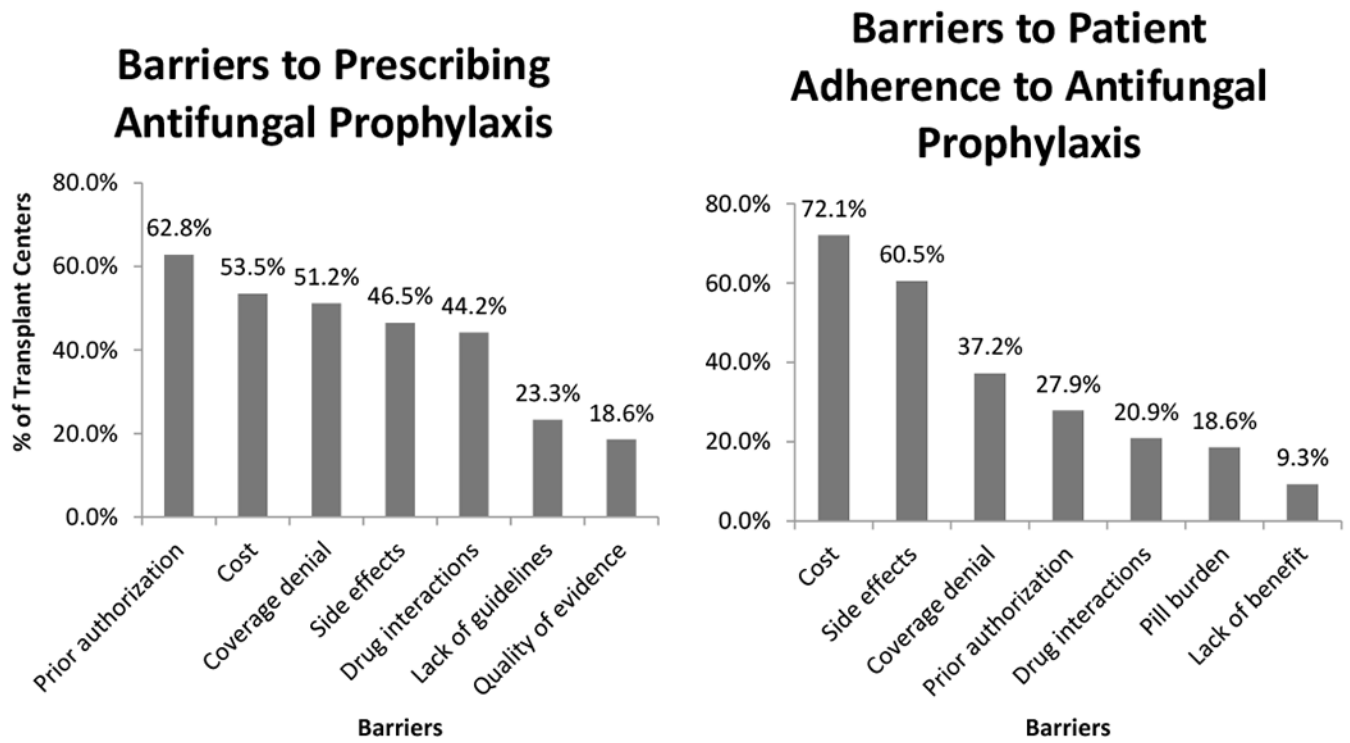 Barriers to Prescribing
Antifungal Prophylaxis
% of Transplant Centers
80.0%
60.0%
40.0%
20.0%
0.0%
62.8%
53.5%
51.2%
46.5%
44.2%
23.3%
18.6%
Prior authorization
Cost
Coverage denial
Side effects
Drug interactions
Lack of guidelines
Quality of evidence
Barriers
Barriers to Patient
Adherence to Antifungal
Prophylaxis
80.0%
60.0%
40.0%
20.0%
0.0%
72.1%
60.5%
37.2%
27.9%
20.9%
18.6%
9.3%
Cost
Side effects
Coverage denial
Prior authorization
Drug interactions
Pill burden
Lack of benefit
Barriers